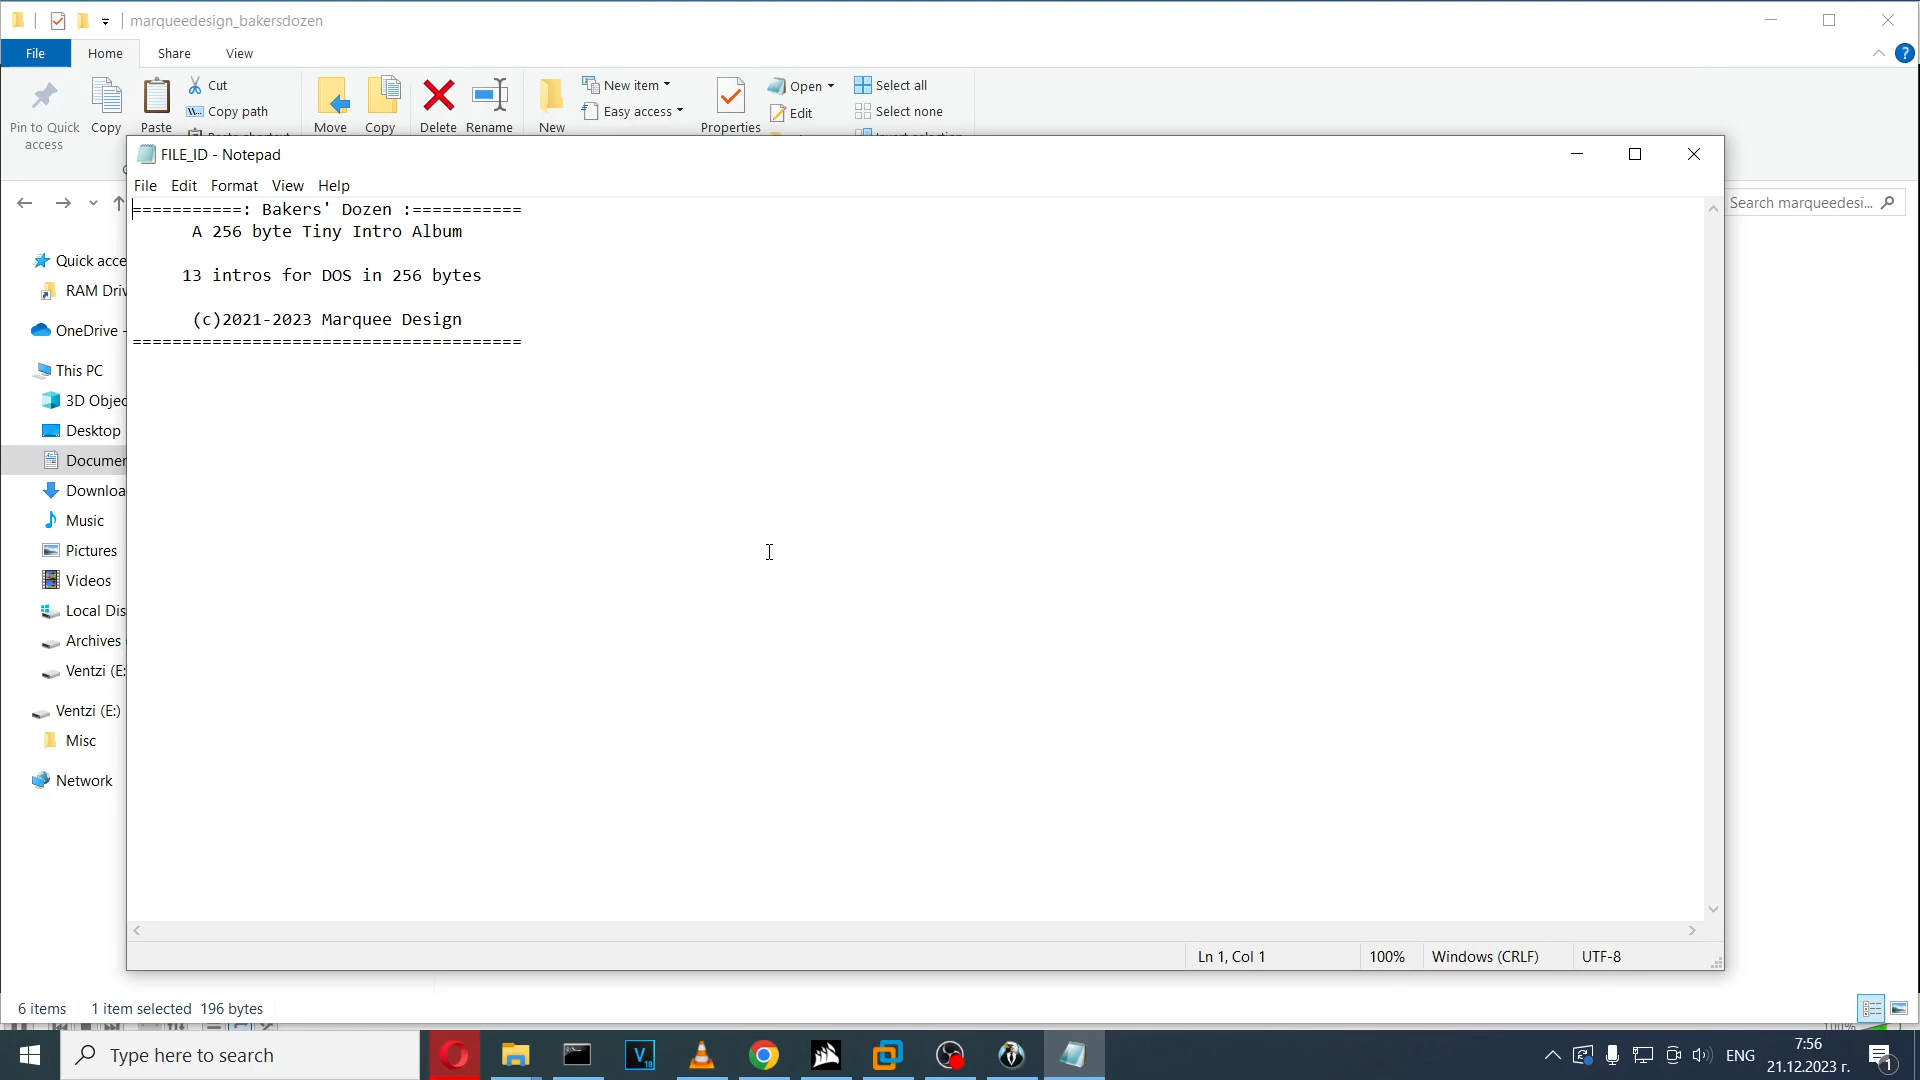 marqueedesign_bakersdozen
File Home Share View
Pin to Quick access
Copy
Paste
Cut
Copy path
Move
Copy
Delete
Rename
New
New item
Easy access
Properties
Open
Edit
Select all
Select none
FILE_ID - Notepad
File Edit Format View Help
===========: Bakers' Dozen :===========
A 256 byte Tiny Intro Album
13 intros for DOS in 256 bytes
(c)2021-2023 Marquee Design
=======================================
Search marqueedesi...
Quick acce
RAM Driv
OneDrive -
This PC
3D Objec
Desktop
Documen
Downloa
Music
Pictures
Videos
Local Dis
Archives
Ventzi (E:
Ventzi (E:)
Misc
Network
Ln 1, Col 1 100% Windows (CRLF) UTF-8
6 items 1 item selected 196 bytes
Type here to search
ENG
7:56
21.12.2023 г.
1